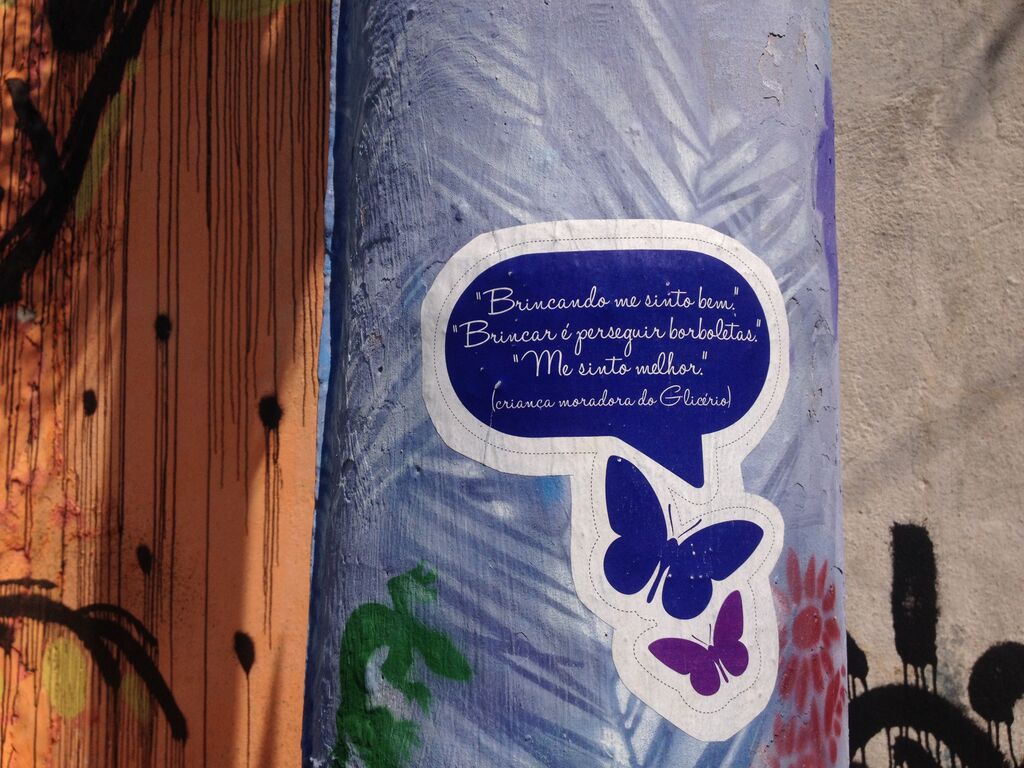 "Brincando me sinto bem."
"Brincar é perseguir borboletas."
"Me sinto melhor."
(criança moradora do Glicério)